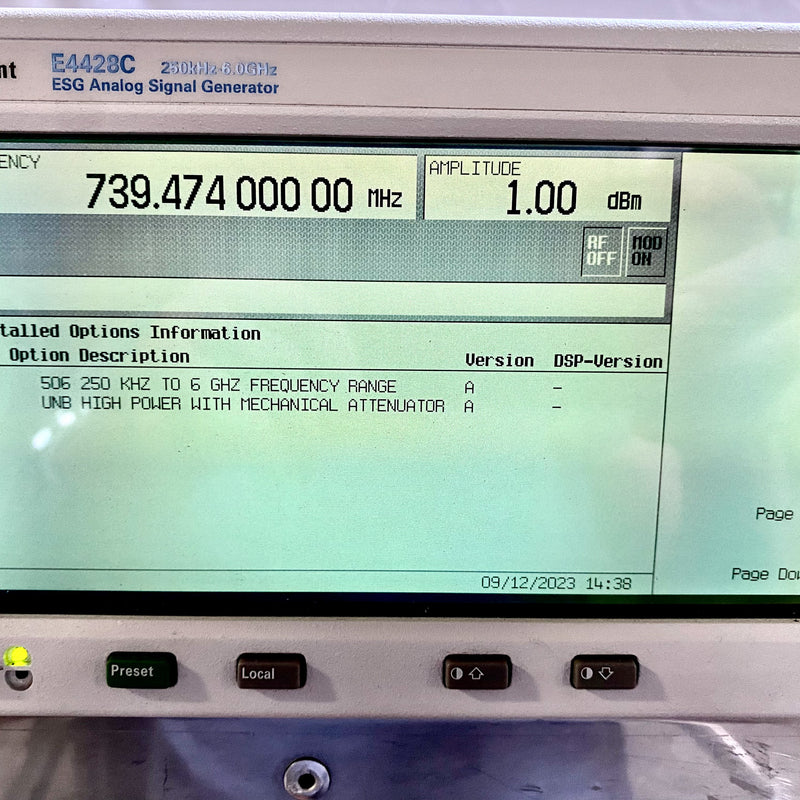 nt E4428C 250kHz-6.0GHz
ESG Analog Signal Generator
ENCY
739.474 000 00 MHz
AMPLITUDE
1.00 dBm
RF
OFF
MOD
ON
talled Options Information
Option Description Version DSP-Version
506 250 KHZ TO 6 GHZ FREQUENCY RANGE A –
UNB HIGH POWER WITH MECHANICAL ATTENUATOR A –
Page
Page Dow
09/12/2023 14:38
Preset
Local